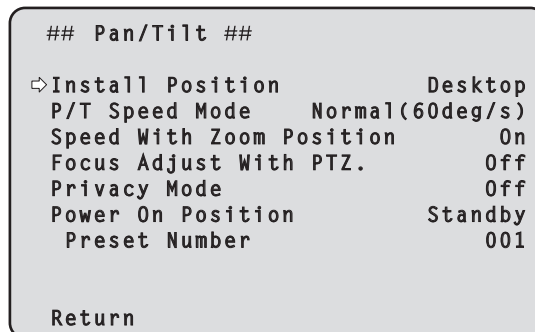 ## Pan/Tilt ##
⇨Install Position Desktop
P/T Speed Mode Normal(60deg/s)
Speed With Zoom Position On
Focus Adjust With PTZ. Off
Privacy Mode Off
Power On Position Standby
Preset Number 001
Return